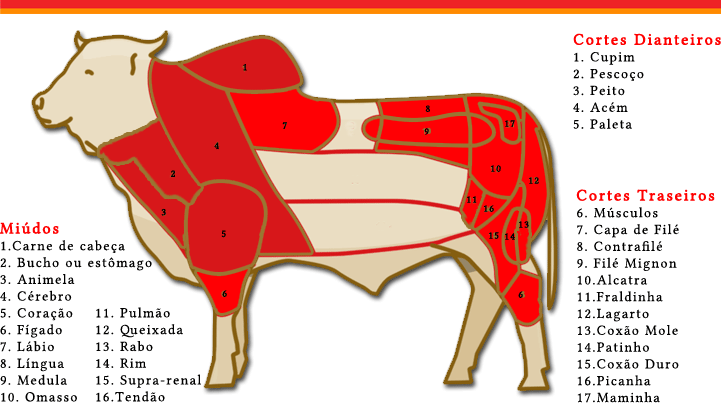 Cortes Dianteiros
1. Cupim
2. Pescoço
3. Peito
4. Acém
5. Paleta
Cortes Traseiros
6. Músculos
7. Capa de Filé
8. Contrafilé
9. Filé Mignon
10.Alcatra
11.Fraldinha
12.Lagarto
13.Coxão Mole
14.Patinho
15.Coxão Duro
16.Picanha
17.Maminha
Miúdos
1.Carne de cabeça
2. Bucho ou estômago
3. Animela
4. Cérebro
5. Coração
6. Fígado
7. Lábio
8. Língua
9. Medula
10. Omasso
11. Pulmão
12. Queixada
13. Rabo
14. Rim
15. Supra-renal
16.Tendão
1
2
3
4
5
6
7
8
9
10
11
12
13
14
15
16
17
6